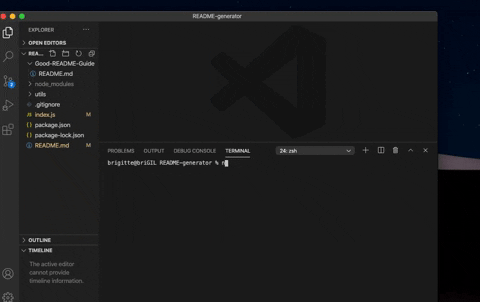 README-generator
EXPLORER
OPEN EDITORS
REA...
Good-README-Guide
README.md
node_modules
utils
.gitignore
index.js M
package.json
package-lock.json
README.md M
OUTLINE
TIMELINE
The active editor
cannot provide
timeline information.
PROBLEMS OUTPUT DEBUG CONSOLE TERMINAL 24: zsh
brigitte@briGIL README-generator % n